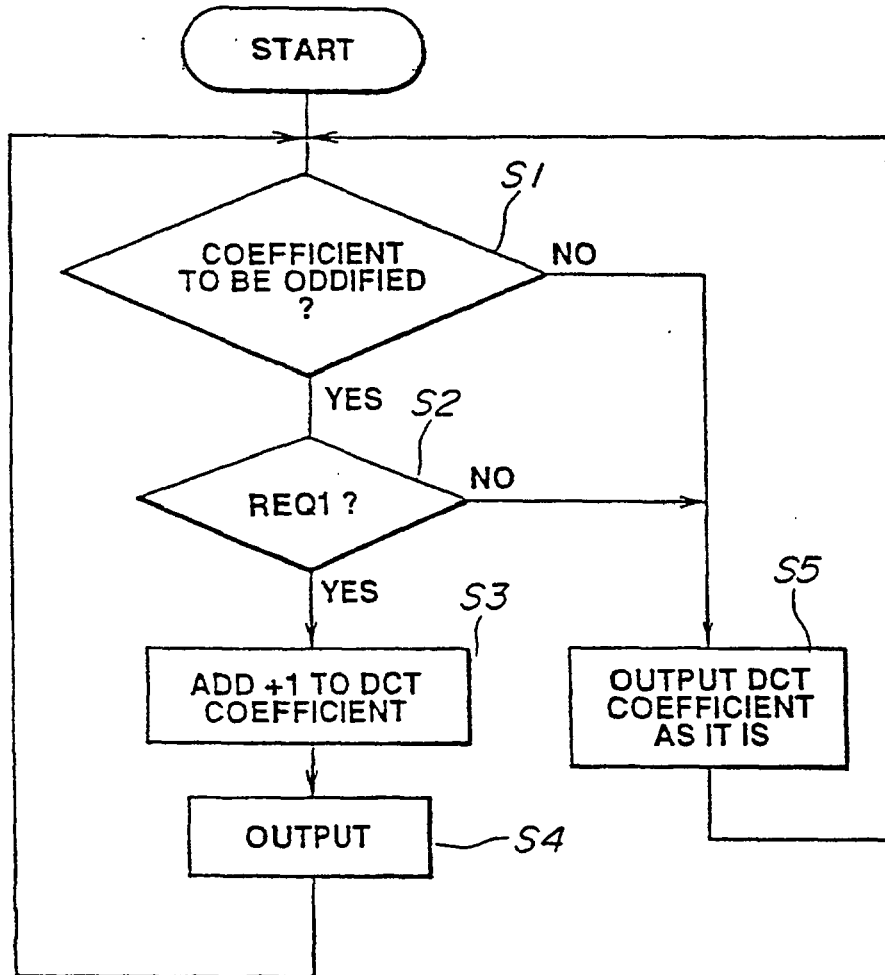 START
S1
COEFFICIENT
TO BE ODDIFIED
?
NO
YES
S2
REQ1 ?
NO
YES
S3
ADD +1 TO DCT
COEFFICIENT
S5
OUTPUT DCT
COEFFICIENT
AS IT IS
OUTPUT
S4